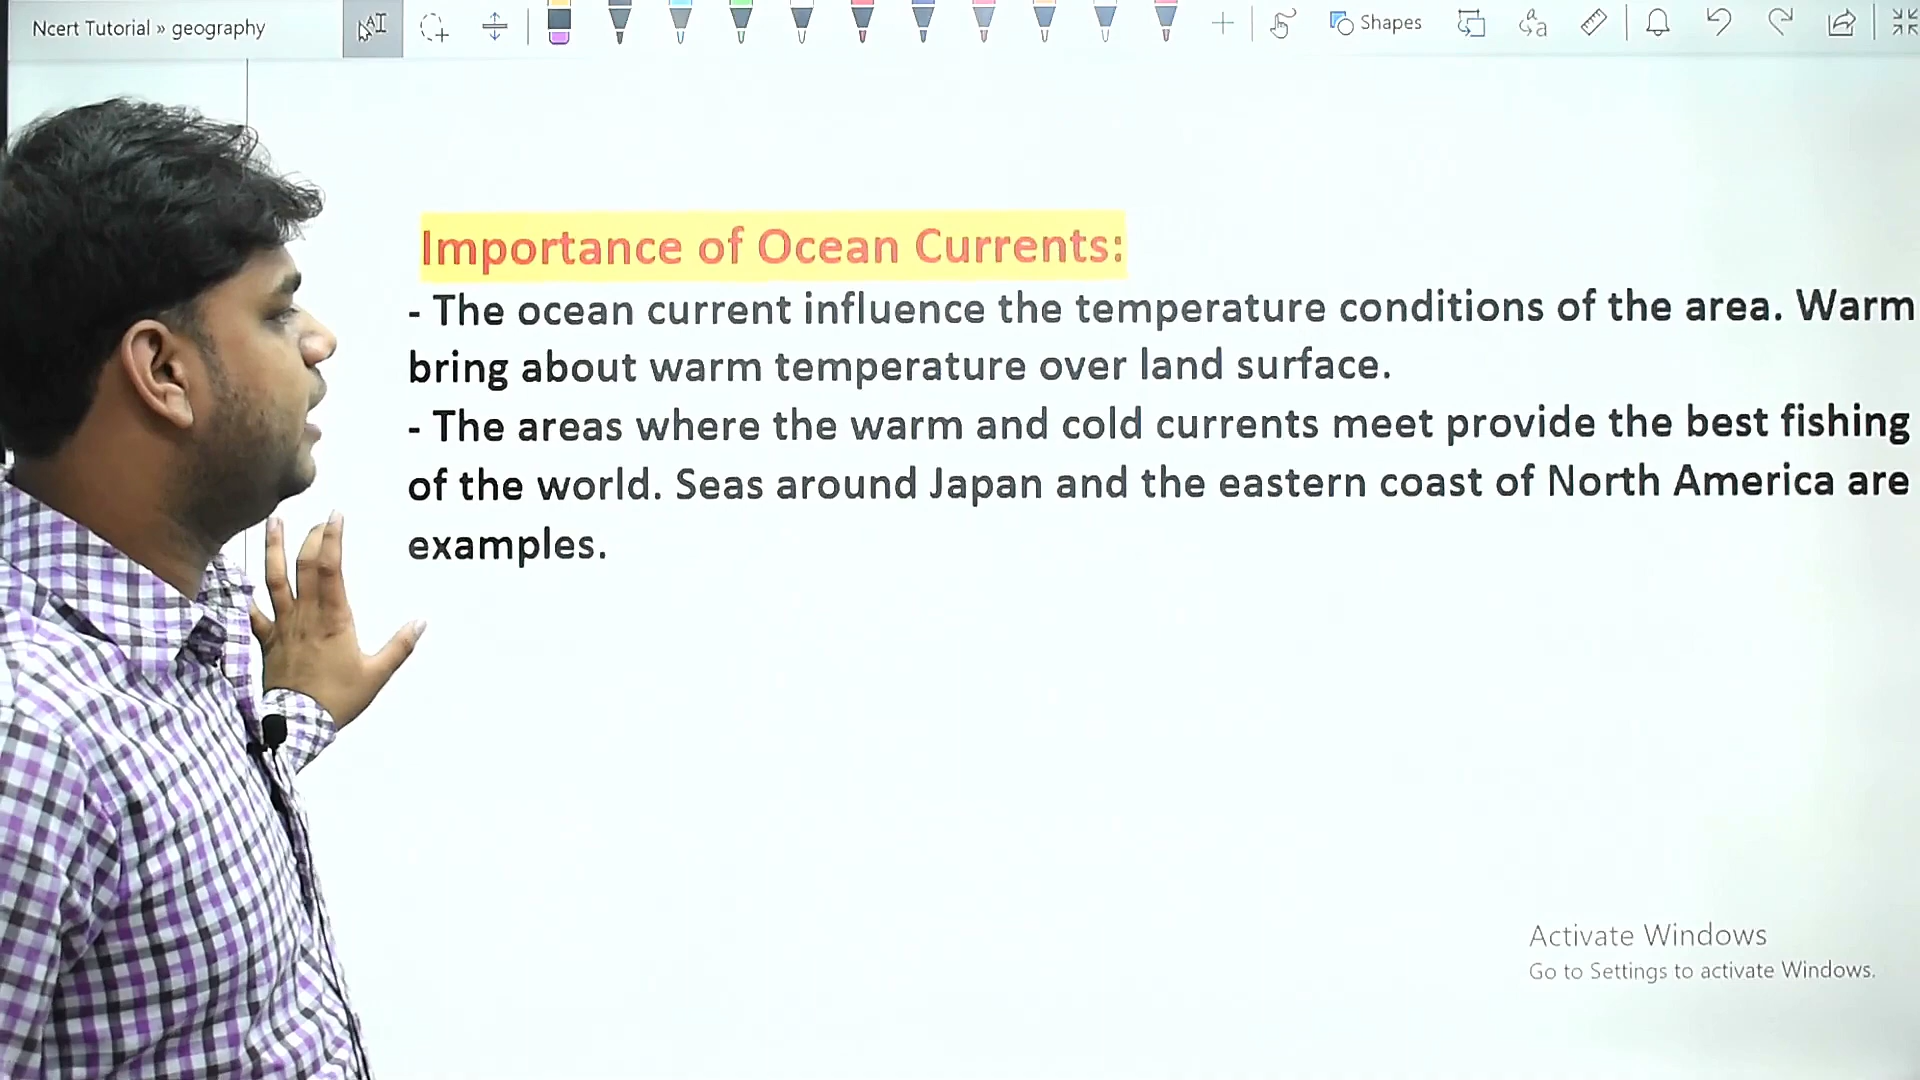 Ncert Tutorial » geography
Shapes
Importance of Ocean Currents:
- The ocean current influence the temperature conditions of the area. Warm
bring about warm temperature over land surface.
- The areas where the warm and cold currents meet provide the best fishing
of the world. Seas around Japan and the eastern coast of North America are
examples.
Activate Windows
Go to Settings to activate Windows.